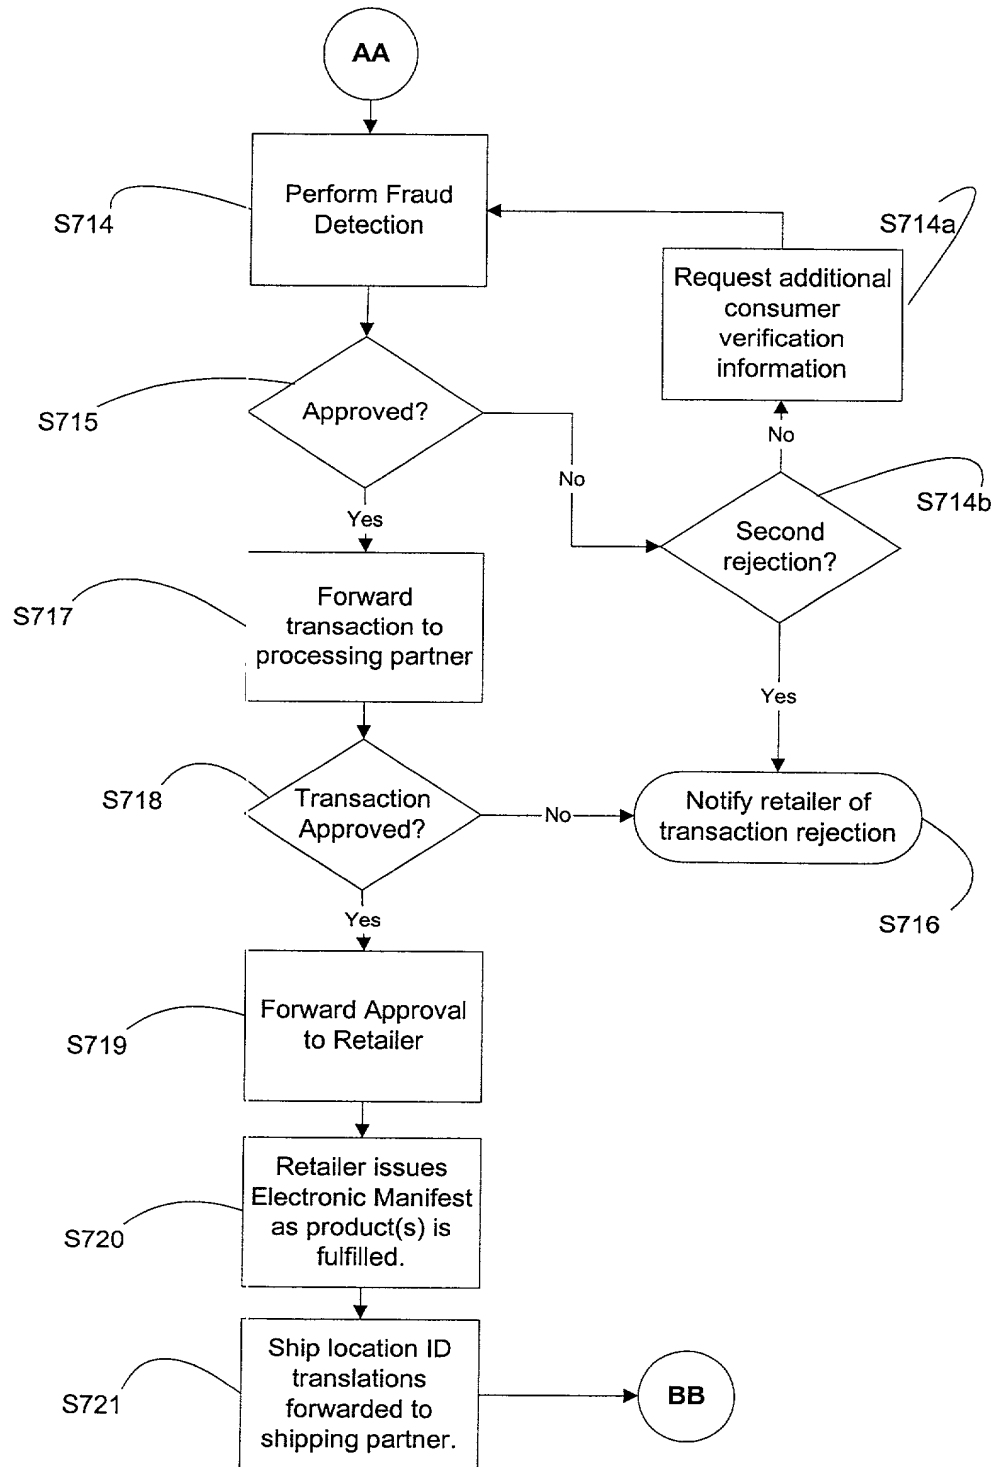 AA
Perform Fraud
Detection
S714
S714a
Request additional
consumer
verification
information
Approved?
S715
No
No
Second
rejection?
S714b
Yes
Forward
transaction to
processing partner
S717
Yes
Transaction
Approved?
S718
No
Notify retailer of
transaction rejection
S716
Yes
Forward Approval
to Retailer
S719
Retailer issues
Electronic Manifest
as product(s) is
fulfilled.
S720
Ship location ID
translations
forwarded to
shipping partner.
S721
BB